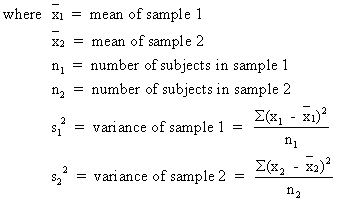 where x̄₁ = mean of sample 1
x̄₂ = mean of sample 2
n₁ = number of subjects in sample 1
n₂ = number of subjects in sample 2
s₁² = variance of sample 1 = Σ(x₁ - x̄₁)² / n₁
s₂² = variance of sample 2 = Σ(x₂ - x̄₂)² / n₂